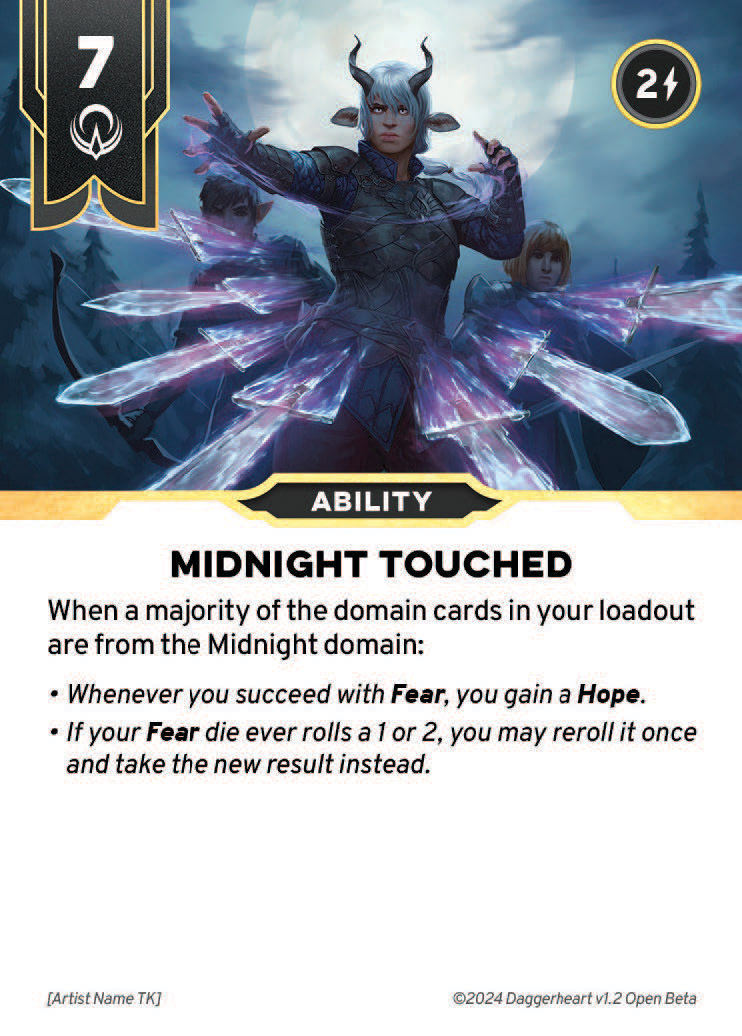 7
2
ABILITY
MIDNIGHT TOUCHED
When a majority of the domain cards in your loadout
are from the Midnight domain:
• Whenever you succeed with Fear, you gain a Hope.
• If your Fear die ever rolls a 1 or 2, you may reroll it once
and take the new result instead.
[Artist Name TK]
©2024 Daggerheart v1.2 Open Beta